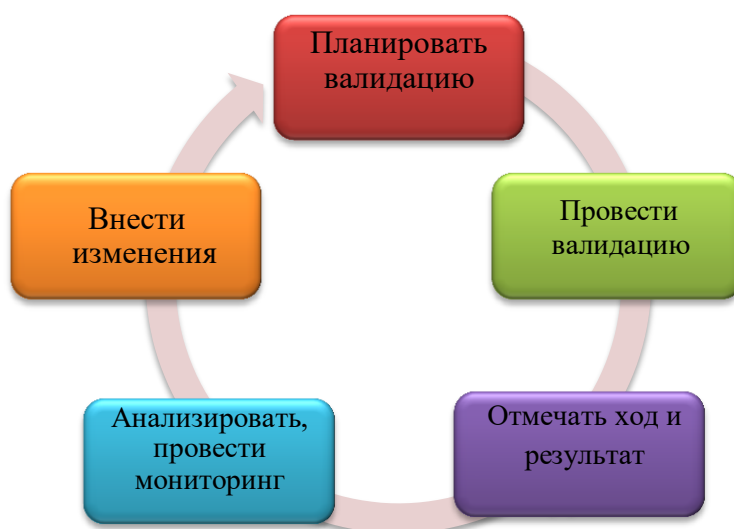 Планировать
валидацию
Провести
валидацию
Отмечать ход и
результат
Анализировать,
провести
мониторинг
Внести
изменения